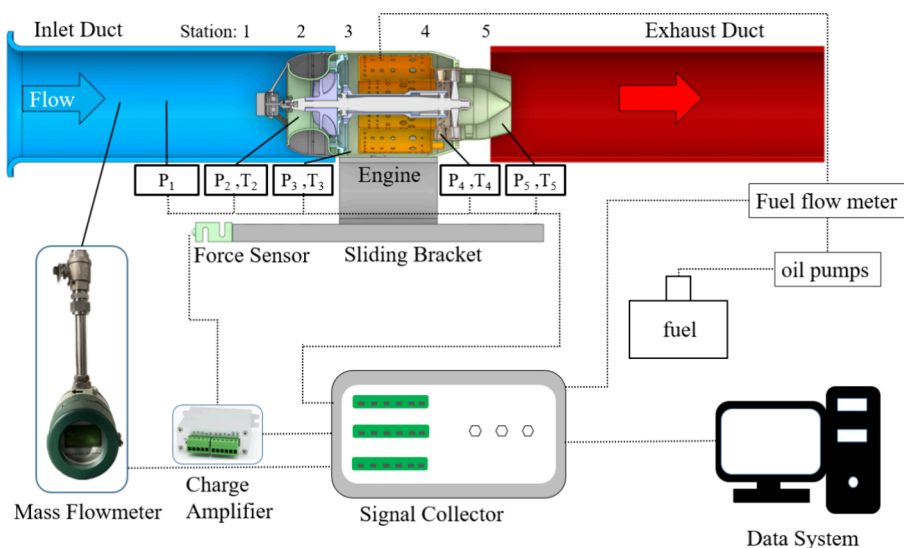 Inlet Duct
Station: 1 2 3 4 5
Exhaust Duct
Flow
P₁
P₂ ,T₂
P₃ ,T₃
Engine
P₄ ,T₄
P₅ ,T₅
Fuel flow meter
Force Sensor
Sliding Bracket
oil pumps
fuel
Mass Flowmeter
Charge
Amplifier
Signal Collector
Data System